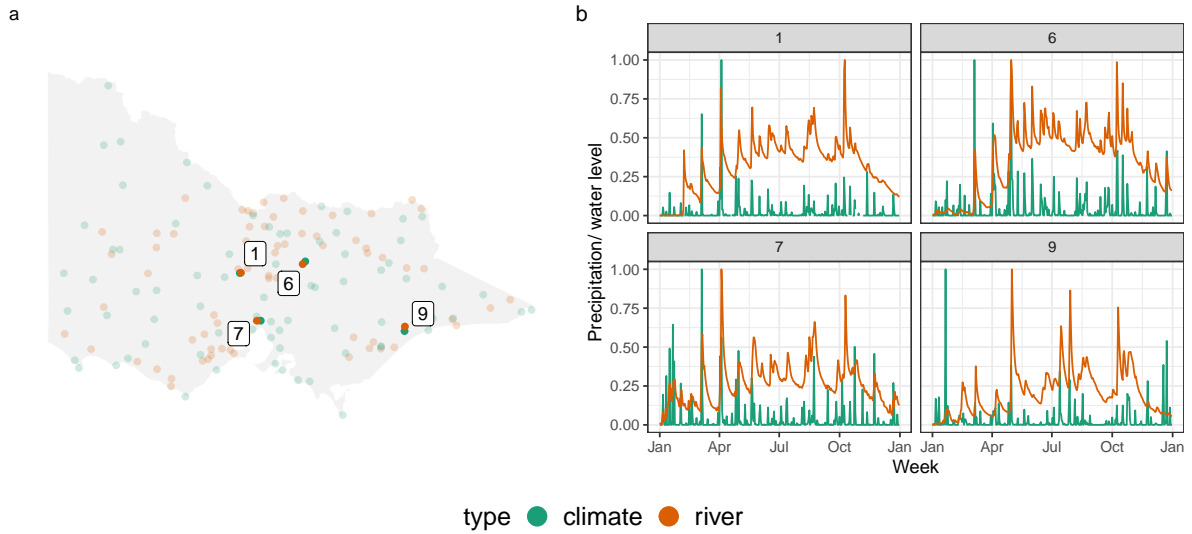 a
1
6
7
9
b
1
6
1.00
0.75
0.50
0.25
0.00
7
9
1.00
0.75
0.50
0.25
0.00
Precipitation/ water level
Jan Apr Jul Oct Jan
Jan Apr Jul Oct Jan
Week
type climate river